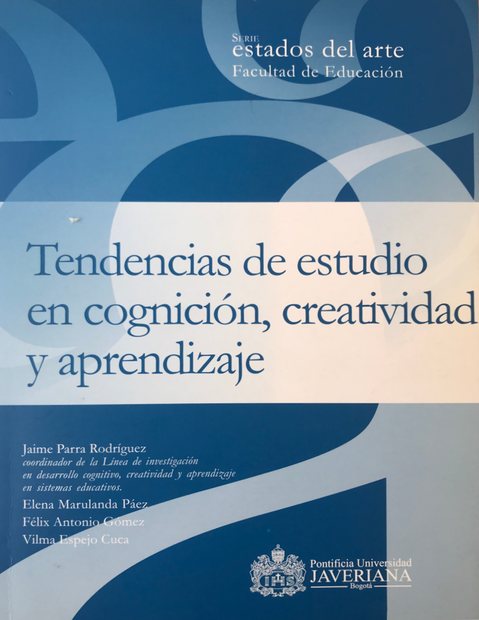 SERIE
estados del arte
Facultad de Educación
Tendencias de estudio
en cognición, creatividad
y aprendizaje
Jaime Parra Rodríguez
coordinador de la Línea de investigación
en desarrollo cognitivo, creatividad y aprendizaje
en sistemas educativos.
Elena Marulanda Páez
Félix Antonio Gómez
Vilma Espejo Cuca
IHS
Pontificia Universidad
JAVERIANA
Bogotá